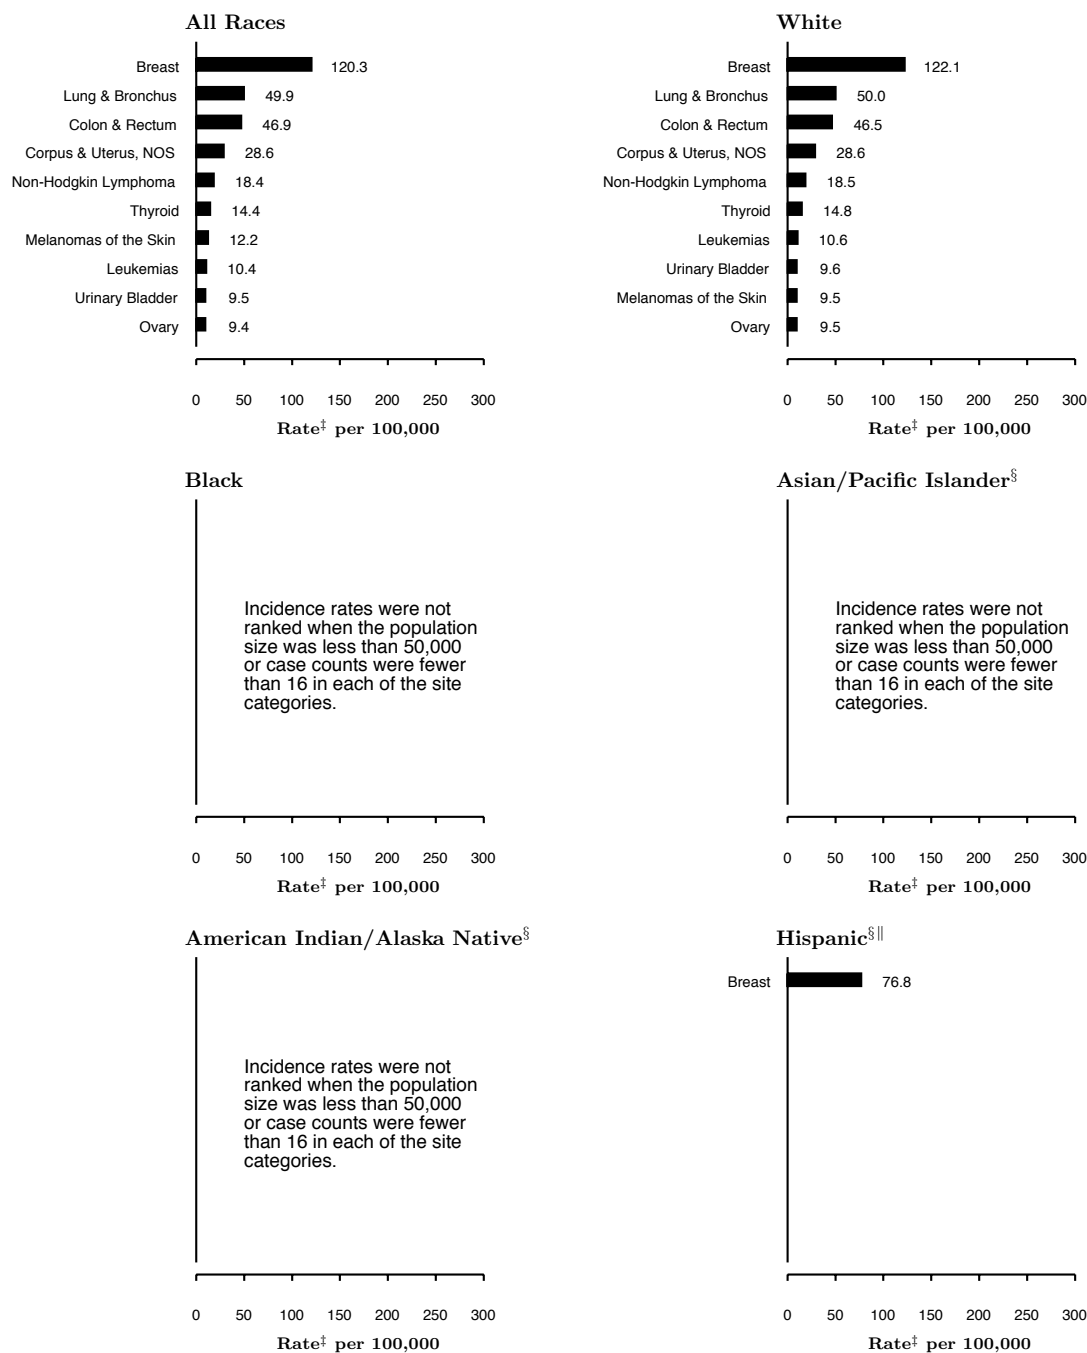 All Races
Breast 120.3
Lung & Bronchus 49.9
Colon & Rectum 46.9
Corpus & Uterus, NOS 28.6
Non-Hodgkin Lymphoma 18.4
Thyroid 14.4
Melanomas of the Skin 12.2
Leukemias 10.4
Urinary Bladder 9.5
Ovary 9.4
0 50 100 150 200 250 300
Rate‡ per 100,000
White
Breast 122.1
Lung & Bronchus 50.0
Colon & Rectum 46.5
Corpus & Uterus, NOS 28.6
Non-Hodgkin Lymphoma 18.5
Thyroid 14.8
Leukemias 10.6
Urinary Bladder 9.6
Melanomas of the Skin 9.5
Ovary 9.5
0 50 100 150 200 250 300
Rate‡ per 100,000
Black
Incidence rates were not
ranked when the population
size was less than 50,000
or case counts were fewer
than 16 in each of the site
categories.
0 50 100 150 200 250 300
Rate‡ per 100,000
Asian/Pacific Islander§
Incidence rates were not
ranked when the population
size was less than 50,000
or case counts were fewer
than 16 in each of the site
categories.
0 50 100 150 200 250 300
Rate‡ per 100,000
American Indian/Alaska Native§
Incidence rates were not
ranked when the population
size was less than 50,000
or case counts were fewer
than 16 in each of the site
categories.
0 50 100 150 200 250 300
Rate‡ per 100,000
Hispanic§‖
Breast 76.8
0 50 100 150 200 250 300
Rate‡ per 100,000